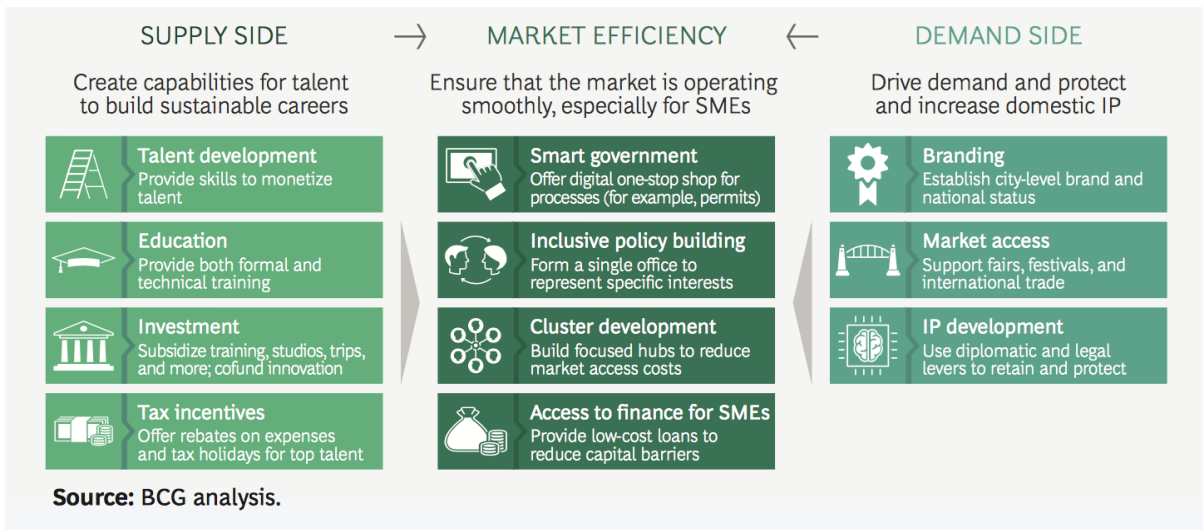 SUPPLY SIDE
Create capabilities for talent
to build sustainable careers
Talent development
Provide skills to monetize
talent
Education
Provide both formal and
technical training
Investment
Subsidize training, studios, trips,
and more; cofund innovation
Tax incentives
Offer rebates on expenses
and tax holidays for top talent
MARKET EFFICIENCY
Ensure that the market is operating
smoothly, especially for SMEs
Smart government
Offer digital one-stop shop for
processes (for example, permits)
Inclusive policy building
Form a single office to
represent specific interests
Cluster development
Build focused hubs to reduce
market access costs
Access to finance for SMEs
Provide low-cost loans to
reduce capital barriers
DEMAND SIDE
Drive demand and protect
and increase domestic IP
Branding
Establish city-level brand and
national status
Market access
Support fairs, festivals, and
international trade
IP development
Use diplomatic and legal
levers to retain and protect
Source: BCG analysis.